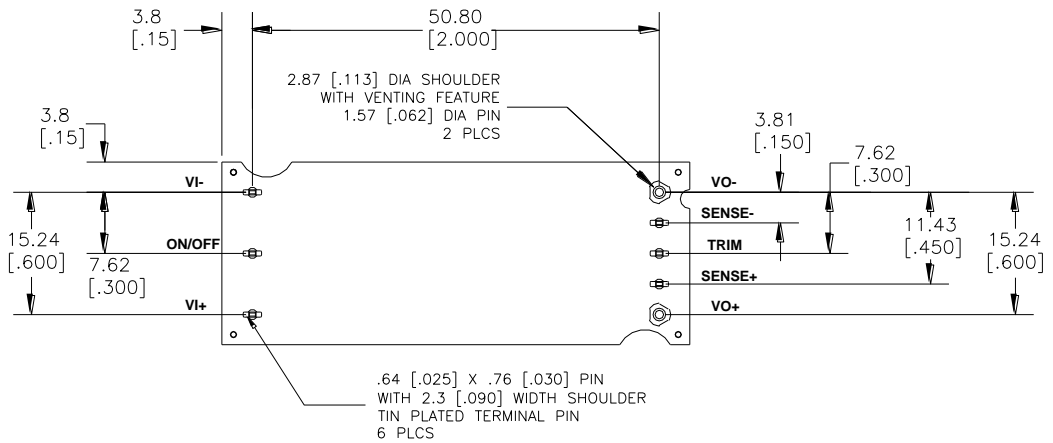 3.8
[.15]
50.80
[2.000]
2.87 [.113] DIA SHOULDER
WITH VENTING FEATURE
1.57 [.062] DIA PIN
2 PLCS
3.8
[.15]
3.81
[.150]
7.62
[.300]
VI-
VO-
SENSE-
15.24
[.600]
ON/OFF
7.62
[.300]
TRIM
11.43
[.450]
15.24
[.600]
SENSE+
VI+
VO+
.64 [.025] X .76 [.030] PIN
WITH 2.3 [.090] WIDTH SHOULDER
TIN PLATED TERMINAL PIN
6 PLCS